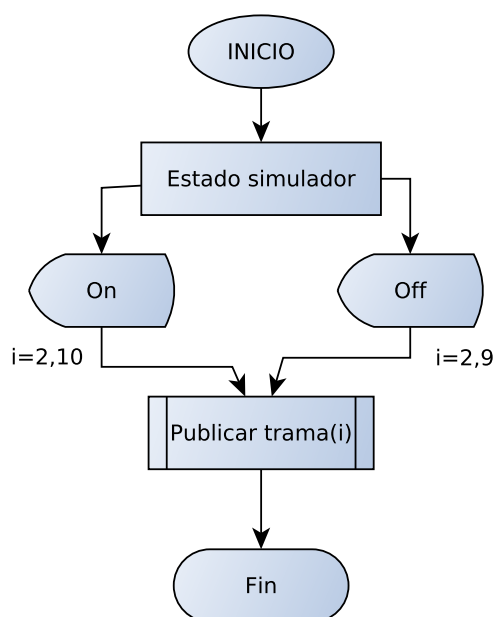 INICIO
Estado simulador
On
Off
i=2,10
i=2,9
Publicar trama(i)
Fin